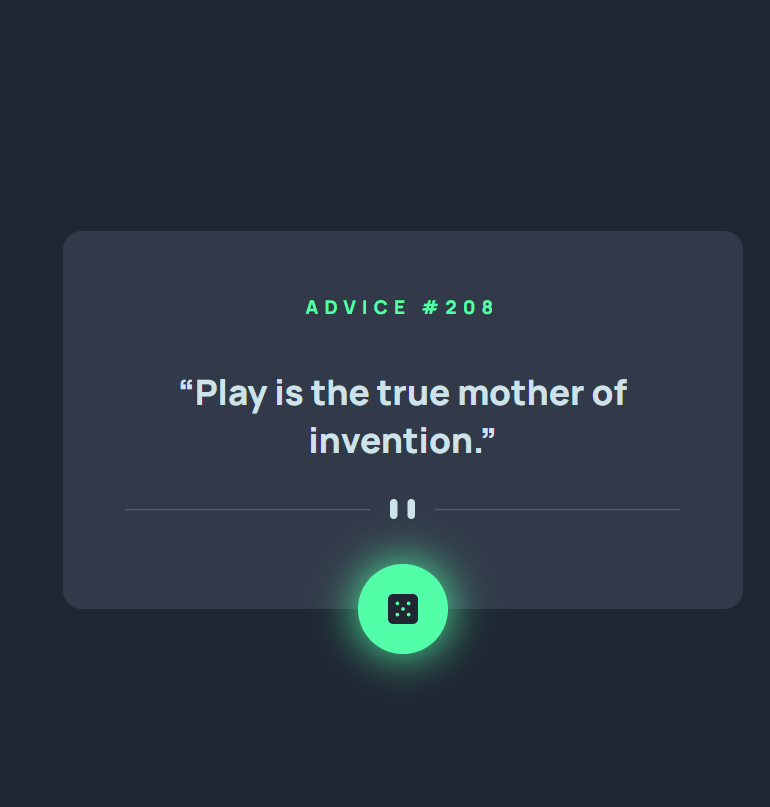 ADVICE #208
“Play is the true mother of
invention.”